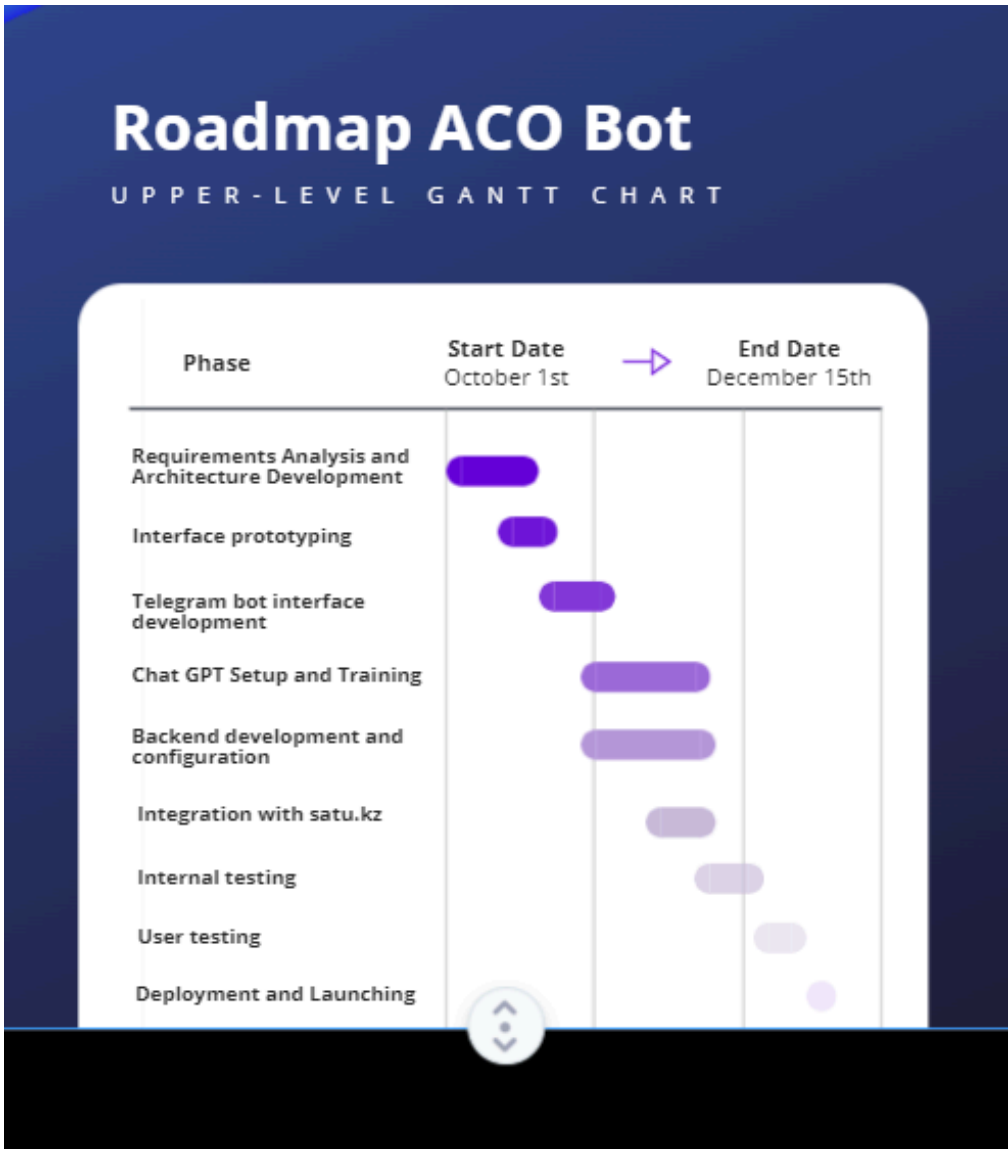 Roadmap ACO Bot
UPPER-LEVEL GANTT CHART
Phase
Start Date
October 1st
End Date
December 15th
Requirements Analysis and
Architecture Development
Interface prototyping
Telegram bot interface
development
Chat GPT Setup and Training
Backend development and
configuration
Integration with satu.kz
Internal testing
User testing
Deployment and Launching